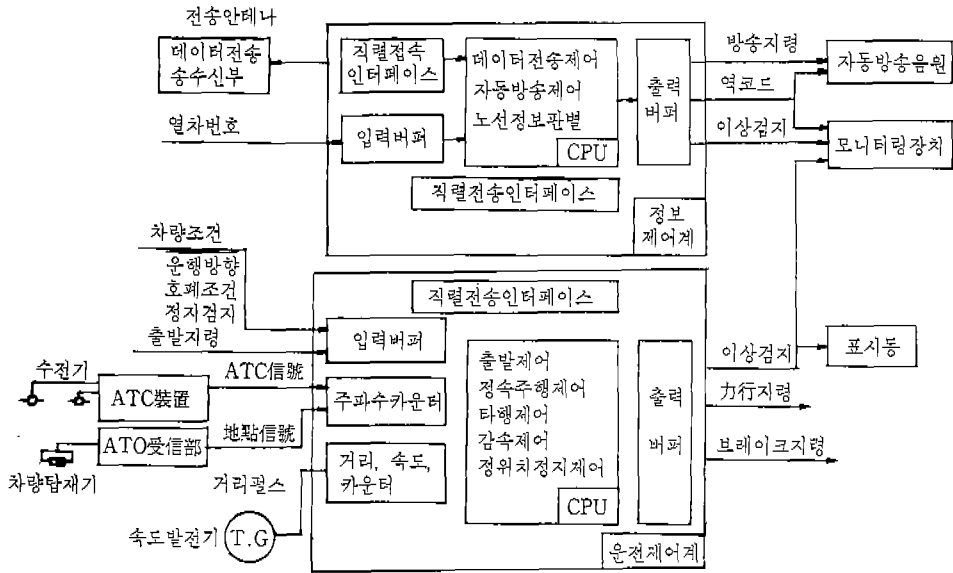 전송안테나
데이터전송
송수신부
열차번호
직렬접속
인터페이스
입력버퍼
데이터전송제어
자동방송제어
노선정보판별
CPU
출력
버퍼
직렬전송인터페이스
정보
제어계
방송지령
역코드
이상검지
자동방송음원
모니터링장치
차량조건
운행방향
호폐조건
정차검지
출발지령
수전기
ATC裝置
ATC信號
ATO受信部
地點信號
차량탑재기
거리펄스
속도발전기
T.G
직렬전송인터페이스
입력버퍼
주파수카운터
거리, 속도,
카운터
출발제어
정속주행제어
타행제어
감속제어
정위치정지제어
CPU
출력
버퍼
운전제어계
이상검지
표시등
力行지령
브레이크지령